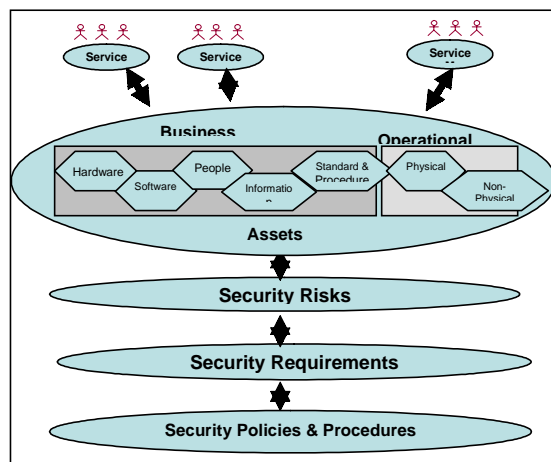 Service
Service
Service
Business
Operational
Hardware
Software
People
Informatio
Standard &
Procedure
Physical
Non-
Physical
Assets
Security Risks
Security Requirements
Security Policies & Procedures